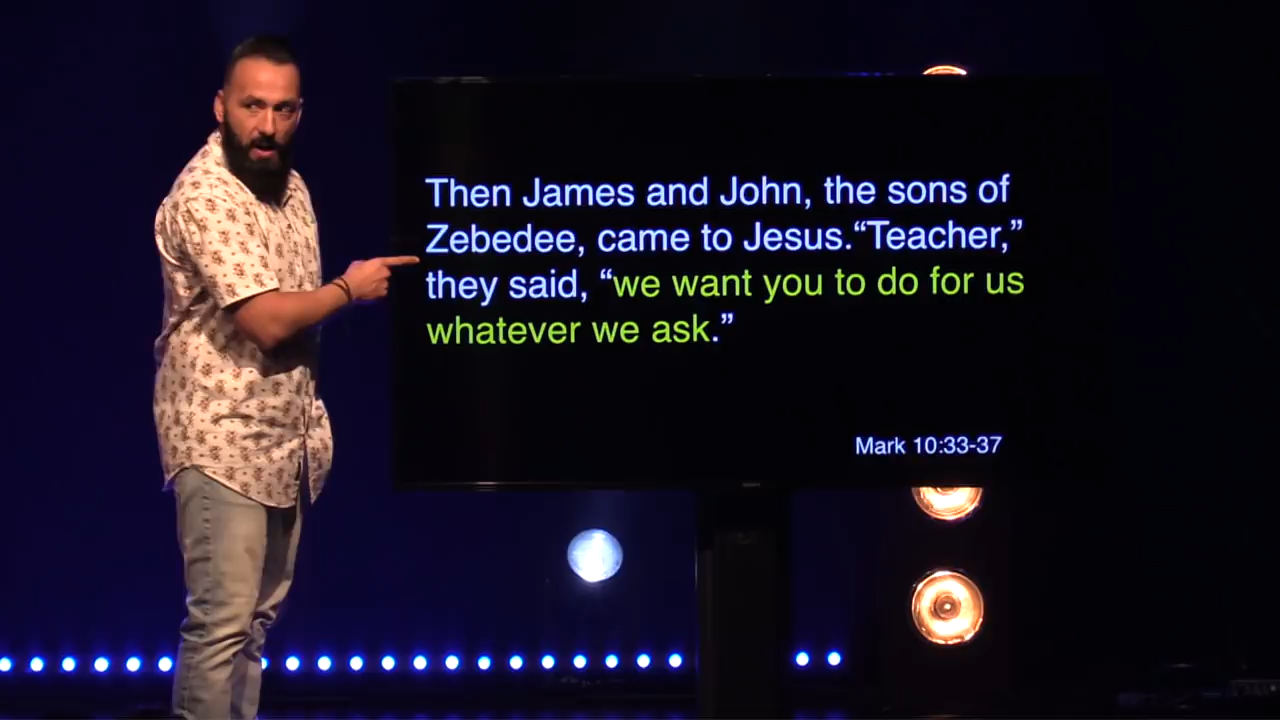 Then James and John, the sons of
Zebedee, came to Jesus.“Teacher,”
they said, “we want you to do for us
whatever we ask.”
Mark 10:33-37